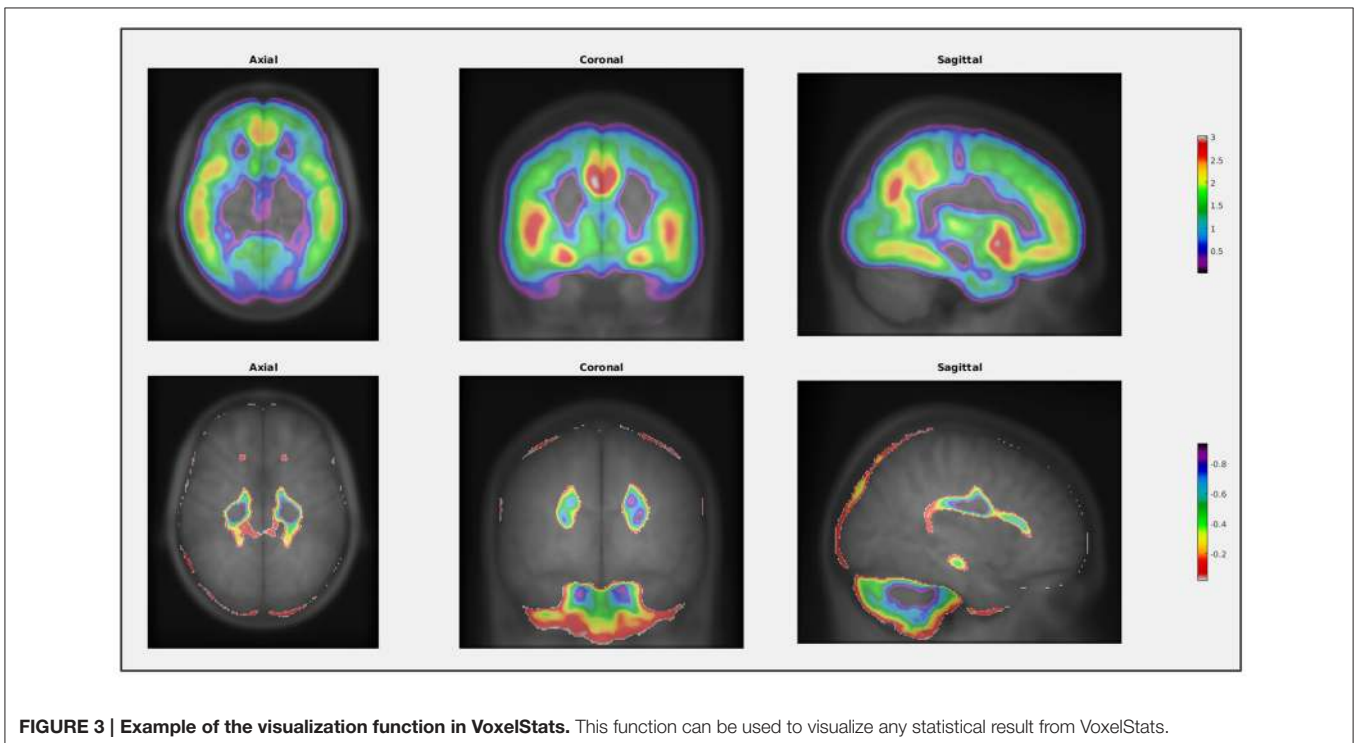 Axial
Coronal
Sagittal
3
2.5
2
1.5
1
0.5
Axial
Coronal
Sagittal
-0.8
-0.6
-0.4
-0.2
FIGURE 3 | Example of the visualization function in VoxelStats. This function can be used to visualize any statistical result from VoxelStats.